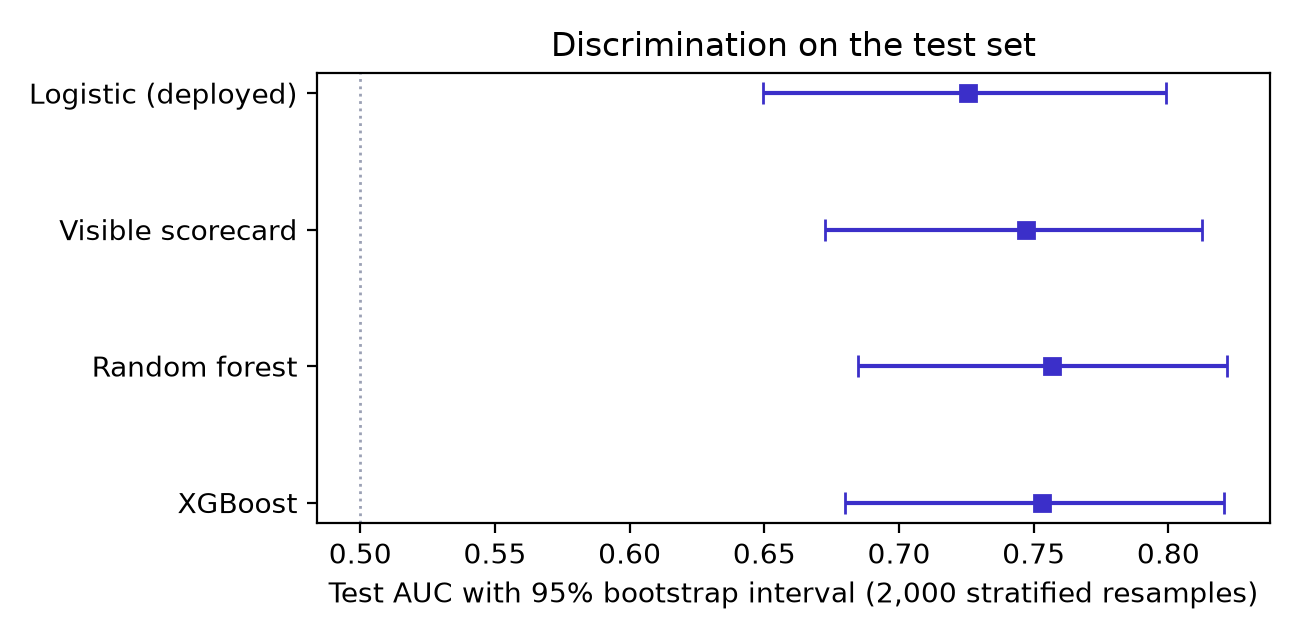 Discrimination on the test set
Logistic (deployed)
Visible scorecard
Random forest
XGBoost
0.50 0.55 0.60 0.65 0.70 0.75 0.80
Test AUC with 95% bootstrap interval (2,000 stratified resamples)